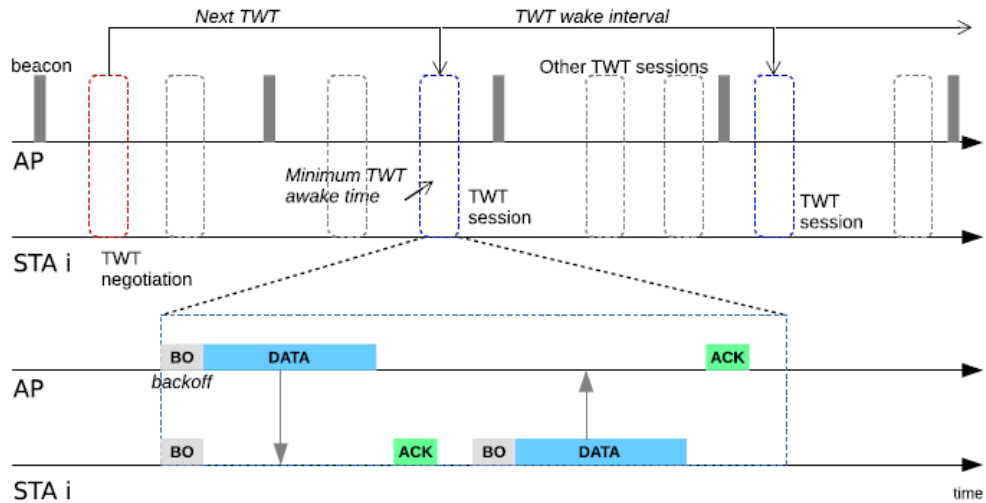 Next TWT
TWT wake interval
beacon
Other TWT sessions
AP
Minimum TWT
awake time
TWT
session
TWT
session
STA i
TWT
negotiation
BO
DATA
ACK
AP
backoff
BO
ACK
BO
DATA
STA i
time